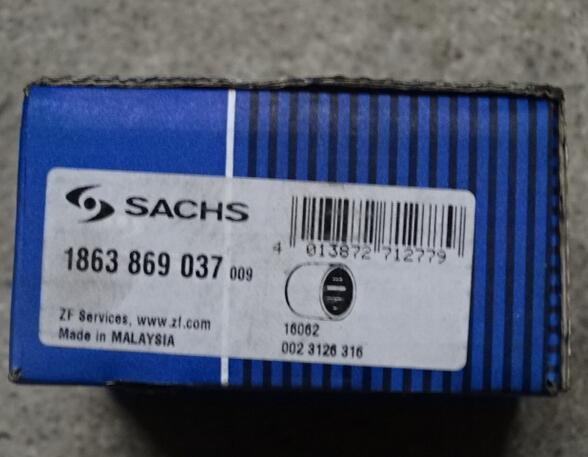 SACHS
4 013872 712779
1863 869 037 009
16062
ZF Services, www.zf.com
Made in MALAYSIA
002 3126 316